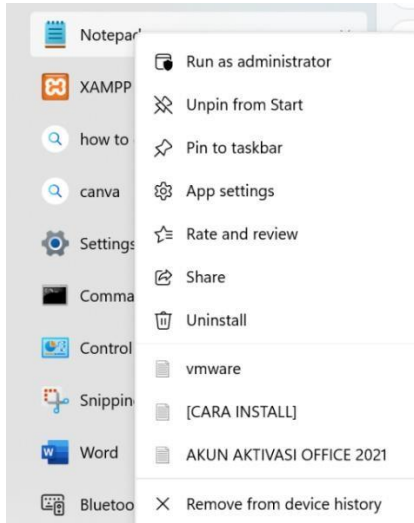 Notepad
XAMPP
how to
canva
Settings
Comma
Control
Snippin
Word
Bluetoo
Run as administrator
Unpin from Start
Pin to taskbar
App settings
Rate and review
Share
Uninstall
vmware
[CARA INSTALL]
AKUN AKTIVASI OFFICE 2021
Remove from device history